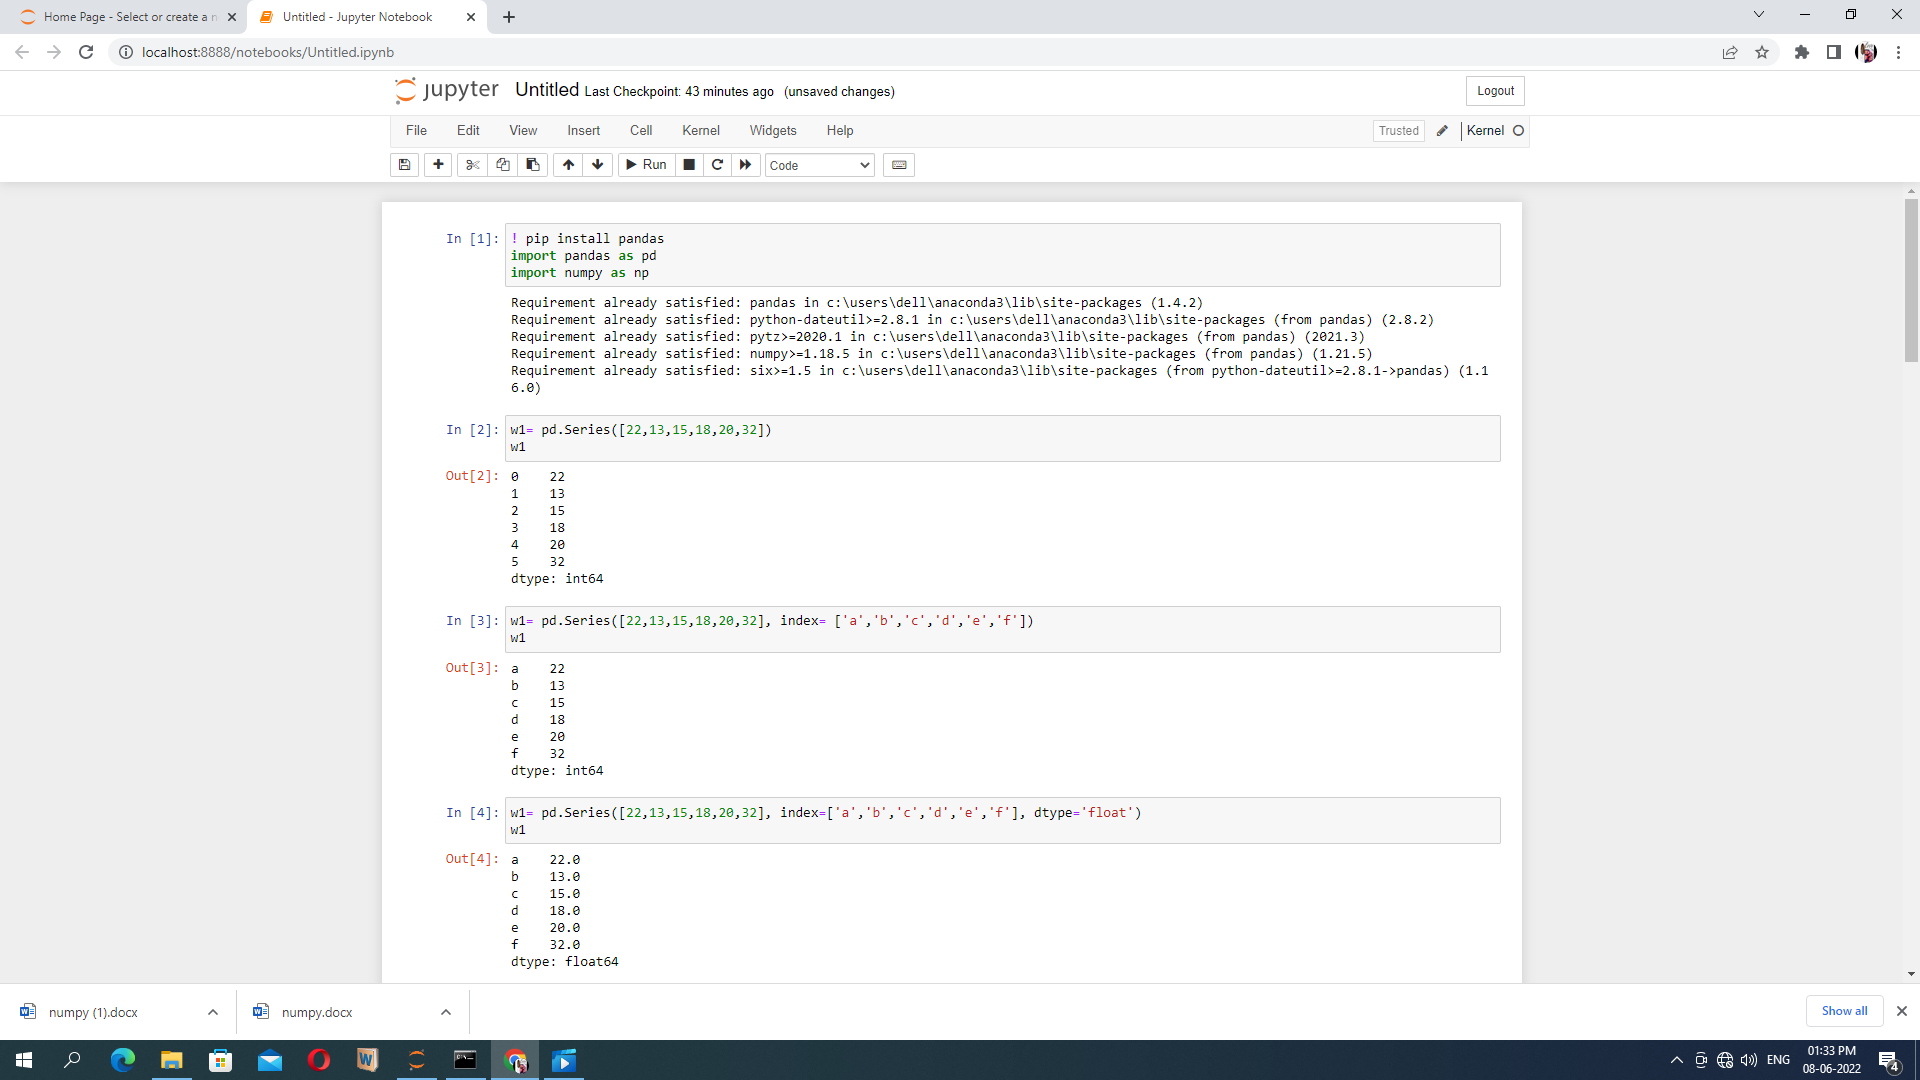 Home Page - Select or create a n
Untitled - Jupyter Notebook
localhost:8888/notebooks/Untitled.ipynb
jupyter Untitled Last Checkpoint: 43 minutes ago (unsaved changes)
Logout
File Edit View Insert Cell Kernel Widgets Help
Trusted Kernel
Run Code
In [1]: ! pip install pandas
import pandas as pd
import numpy as np
Requirement already satisfied: pandas in c:\users\dell\anaconda3\lib\site-packages (1.4.2)
Requirement already satisfied: python-dateutil>=2.8.1 in c:\users\dell\anaconda3\lib\site-packages (from pandas) (2.8.2)
Requirement already satisfied: pytz>=2020.1 in c:\users\dell\anaconda3\lib\site-packages (from pandas) (2021.3)
Requirement already satisfied: numpy>=1.18.5 in c:\users\dell\anaconda3\lib\site-packages (from pandas) (1.21.5)
Requirement already satisfied: six>=1.5 in c:\users\dell\anaconda3\lib\site-packages (from python-dateutil>=2.8.1->pandas) (1.1
6.0)
In [2]: w1= pd.Series([22,13,15,18,20,32])
w1
Out[2]: 0 22
1 13
2 15
3 18
4 20
5 32
dtype: int64
In [3]: w1= pd.Series([22,13,15,18,20,32], index= ['a','b','c','d','e','f'])
w1
Out[3]: a 22
b 13
c 15
d 18
e 20
f 32
dtype: int64
In [4]: w1= pd.Series([22,13,15,18,20,32], index=['a','b','c','d','e','f'], dtype='float')
w1
Out[4]: a 22.0
b 13.0
c 15.0
d 18.0
e 20.0
f 32.0
dtype: float64
numpy (1).docx
numpy.docx
Show all
ENG
01:33 PM
08-06-2022
4